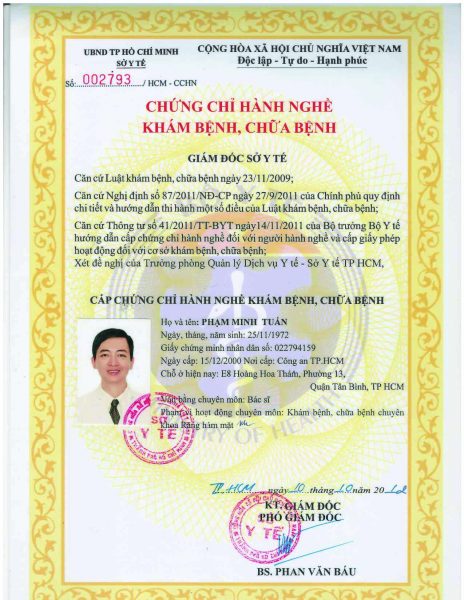 UBND TP HỒ CHÍ MINH
SỞ Y TẾ
Số: 002793 / HCM - CCHN
CỘNG HÒA XÃ HỘI CHỦ NGHĨA VIỆT NAM
Độc lập - Tự do - Hạnh phúc
CHỨNG CHỈ HÀNH NGHỀ
KHÁM BỆNH, CHỮA BỆNH
GIÁM ĐỐC SỞ Y TẾ
Căn cứ Luật khám bệnh, chữa bệnh ngày 23/11/2009;
Căn cứ Nghị định số 87/2011/NĐ-CP ngày 27/9/2011 của Chính phủ quy định
chi tiết và hướng dẫn thi hành một số điều của Luật khám bệnh, chữa bệnh;
Căn cứ Thông tư số 41/2011/TT-BYT ngày14/11/2011 của Bộ trưởng Bộ Y tế
hướng dẫn cấp chứng chỉ hành nghề đối với người hành nghề và cấp giấy phép
hoạt động đối với cơ sở khám bệnh, chữa bệnh;
Xét đề nghị của Trưởng phòng Quản lý Dịch vụ Y tế - Sở Y tế TP HCM,
CẤP CHỨNG CHỈ HÀNH NGHỀ KHÁM BỆNH, CHỮA BỆNH
Họ và tên: PHẠM MINH TUẤN
Ngày, tháng, năm sinh: 25/11/1972
Giấy chứng minh nhân dân số: 022794159
Ngày cấp: 15/12/2000 Nơi cấp: Công an TP.HCM
Chỗ ở hiện nay: E8 Hoàng Hoa Thám, Phường 13,
Quận Tân Bình, TP HCM
Văn bằng chuyên môn: Bác sĩ
Phạm vi hoạt động chuyên môn: Khám bệnh, chữa bệnh chuyên
khoa Răng hàm mặt
SỞ
Y TẾ
TP.HCM, ngày 10 tháng 10 20
KT. GIÁM ĐỐC
PHÓ GIÁM ĐỐC
SỞ
Y TẾ
BS. PHAN VĂN BÁU